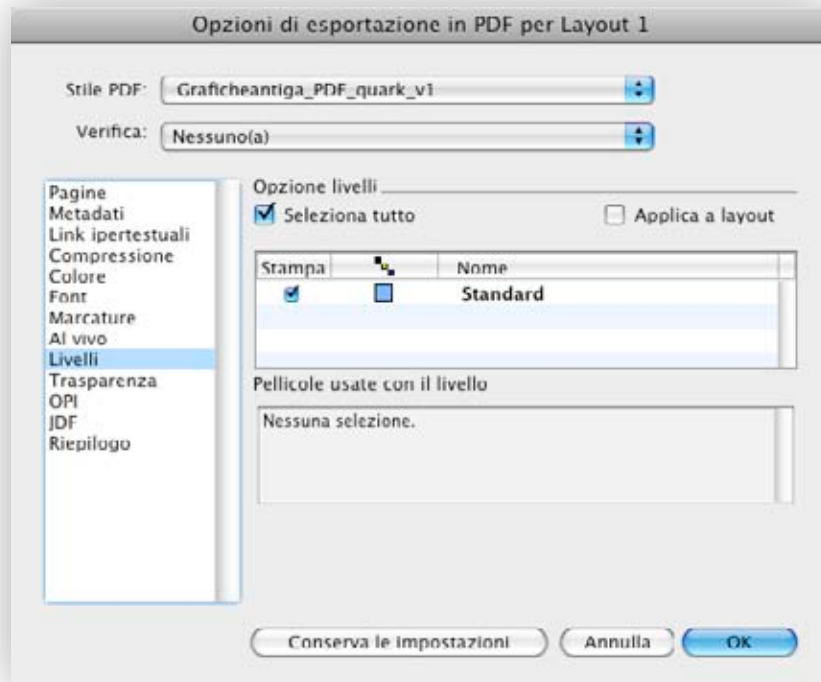 Opzioni di esportazione in PDF per Layout 1
Stile PDF: Graficheantiga_PDF_quark_v1
Verifica: Nessuno(a)
Pagine
Metadati
Link ipertestuali
Compressione
Colore
Font
Marcature
Al vivo
Livelli
Trasparenza
OPI
JDF
Riepilogo
Opzione livelli
Seleziona tutto Applica a layout
Stampa Nome
Standard
Pellicole usate con il livello
Nessuna selezione.
Conserva le impostazioni Annulla OK